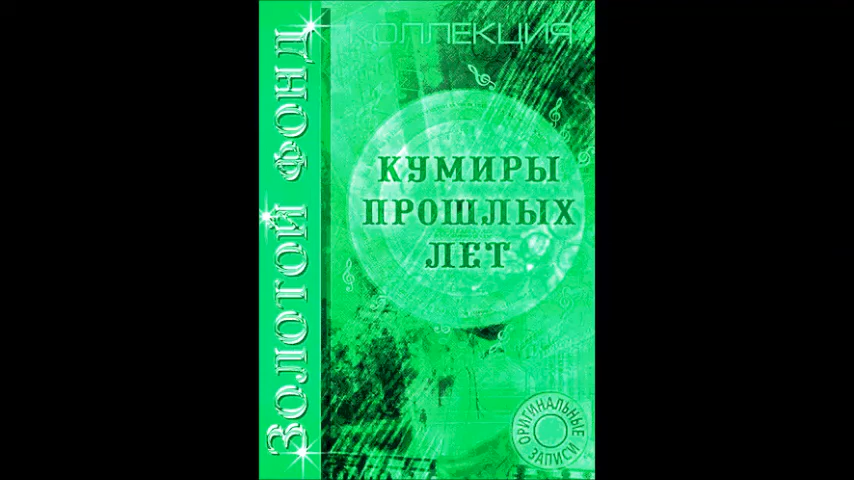 КОЛЛЕКЦИЯ
Золотой фонд
КУМИРЫ
ПРОШЛЫХ
ЛЕТ
ОРИГИНАЛЬНЫЕ
ЗАПИСИ